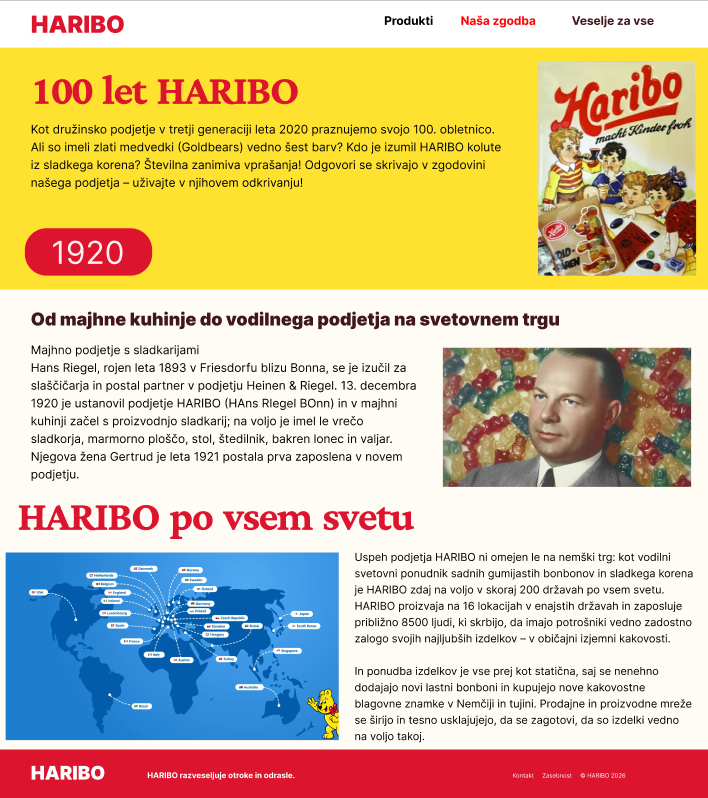 HARIBO
Produkti Naša zgodba Veselje za vse
100 let HARIBO
Kot družinsko podjetje v tretji generaciji leta 2020 praznujemo svojo 100. obletnico.
Ali so imeli zlati medvedki (Goldbears) vedno šest barv? Kdo je izumil HARIBO kolute
iz sladkega korena? Številna zanimiva vprašanja! Odgovori se skrivajo v zgodovini
našega podjetja – uživajte v njihovem odkrivanju!
Haribo
macht Kinder froh
Haribo
1920
Od majhne kuhinje do vodilnega podjetja na svetovnem trgu
Majhno podjetje s sladkarijami
Hans Riegel, rojen leta 1893 v Friesdorfu blizu Bonna, se je izučil za
slaščičarja in postal partner v podjetju Heinen & Riegel. 13. decembra
1920 je ustanovil podjetje HARIBO (HAns RIegel BOnn) in v majhni
kuhinji začel s proizvodnjo sladkarij; na voljo je imel le vrečo
sladkorja, marmorno ploščo, stol, štedilnik, bakren lonec in valjar.
Njegova žena Gertrud je leta 1921 postala prva zaposlena v novem
podjetju.
HARIBO po vsem svetu
Denmark
Norway
Netherlands
Sweden
Belgium
Finland
USA
England
Ireland
Germany
Poland
Luxembourg
Czech Republic
Japan
Spain
Slovakia
Dubai
South Korea
Hungary
France
Italy
Austria
Turkey
Singapore
Australia
Brazil
Uspeh podjetja HARIBO ni omejen le na nemški trg: kot vodilni
svetovni ponudnik sadnih gumijastih bonbonov in sladkega korena
je HARIBO zdaj na voljo v skoraj 200 državah po vsem svetu.
HARIBO proizvaja na 16 lokacijah v enajstih državah in zaposluje
približno 8500 ljudi, ki skrbijo, da imajo potrošniki vedno zadostno
zalogo svojih najljubših izdelkov – v običajni izjemni kakovosti.
In ponudba izdelkov je vse prej kot statična, saj se nenehno
dodajajo novi lastni bonboni in kupujejo nove kakovostne
blagovne znamke v Nemčiji in tujini. Prodajne in proizvodne mreže
se širijo in tesno usklajujejo, da se zagotovi, da so izdelki vedno
na voljo takoj.
HARIBO
HARIBO razveseljuje otroke in odrasle.
Kontakt Zasebnost © HARIBO 2026